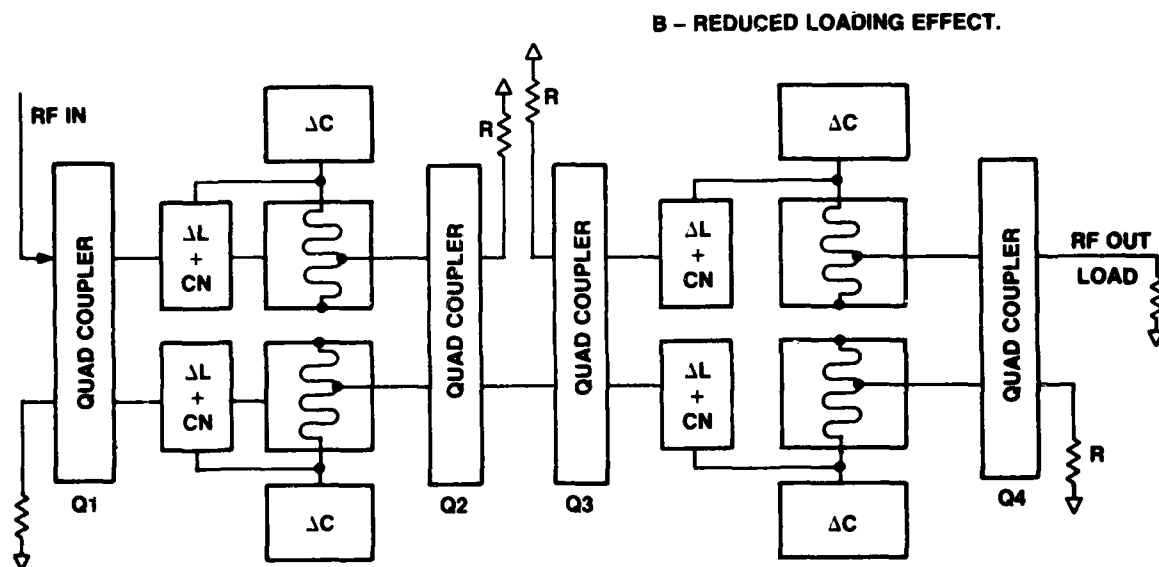 B – REDUCED LOADING EFFECT.
RF IN
R
R
ΔC
ΔC
QUAD COUPLER
ΔL
+
CN
QUAD COUPLER
QUAD COUPLER
ΔL
+
CN
QUAD COUPLER
RF OUT
LOAD
ΔL
+
CN
ΔL
+
CN
R
Q1
ΔC
Q2
Q3
ΔC
Q4